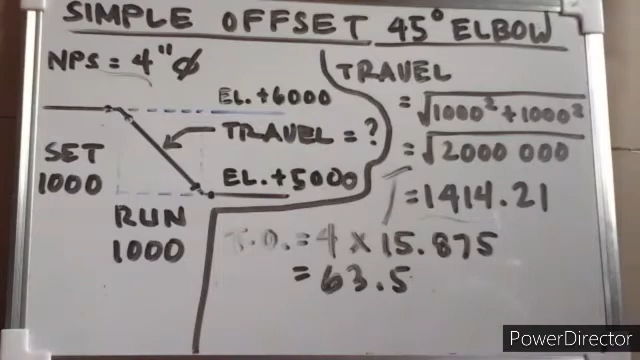 SIMPLE OFFSET 45° ELBOW
NPS = 4"ϕ
EL.+6000
TRAVEL = ?
SET
1000
EL.+5000
RUN
1000
TRAVEL
= √1000² + 1000²
= √2000 000
= 1414.21
T.O. = 4 × 15.875
= 63.5
PowerDirector